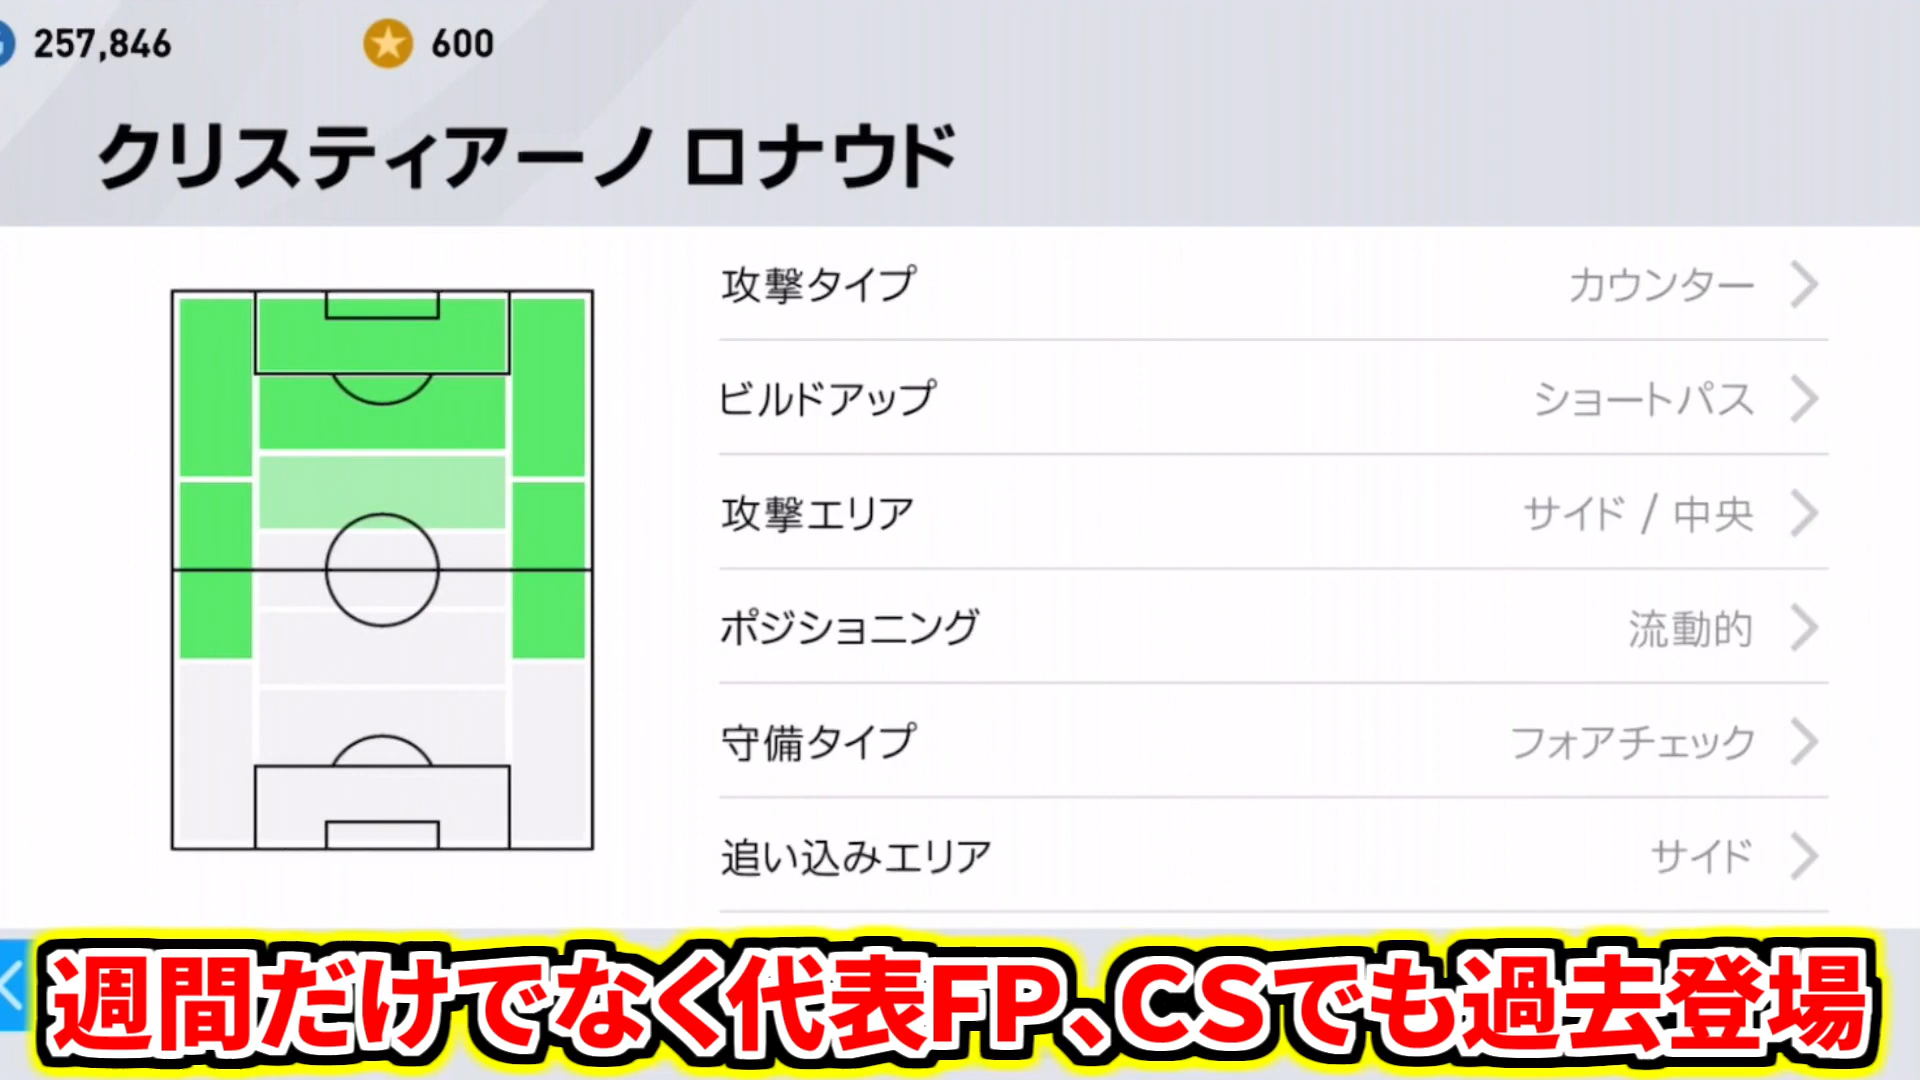 257,846 600
クリスティアーノ ロナウド
攻撃タイプ カウンター
ビルドアップ ショートパス
攻撃エリア サイド / 中央
ポジショニング 流動的
守備タイプ フォアチェック
追い込みエリア サイド
週間だけでなく代表FP、CSでも過去登場